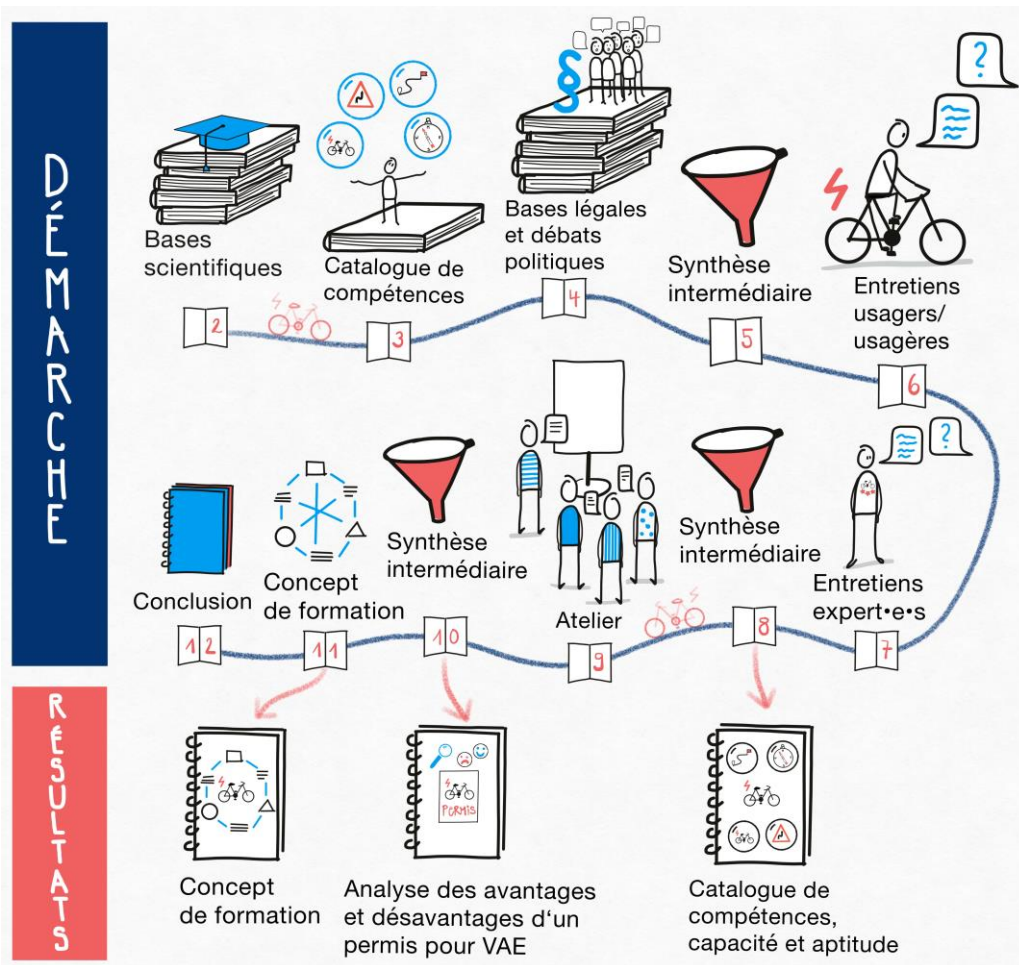 DÉMARCHE
Bases
scientifiques
Catalogue de
compétences
§
Bases légales
et débats
politiques
Synthèse
intermédiaire
?
Entretiens
usagers/
usagères
2
3
4
5
6
Conclusion
Concept
de formation
Synthèse
intermédiaire
Atelier
Synthèse
intermédiaire
?
Entretiens
expert•e•s
12
11
10
9
8
7
RÉSULTATS
PERMIS
Concept
de formation
Analyse des avantages
et désavantages d‘un
permis pour VAE
Catalogue de
compétences,
capacité et aptitude